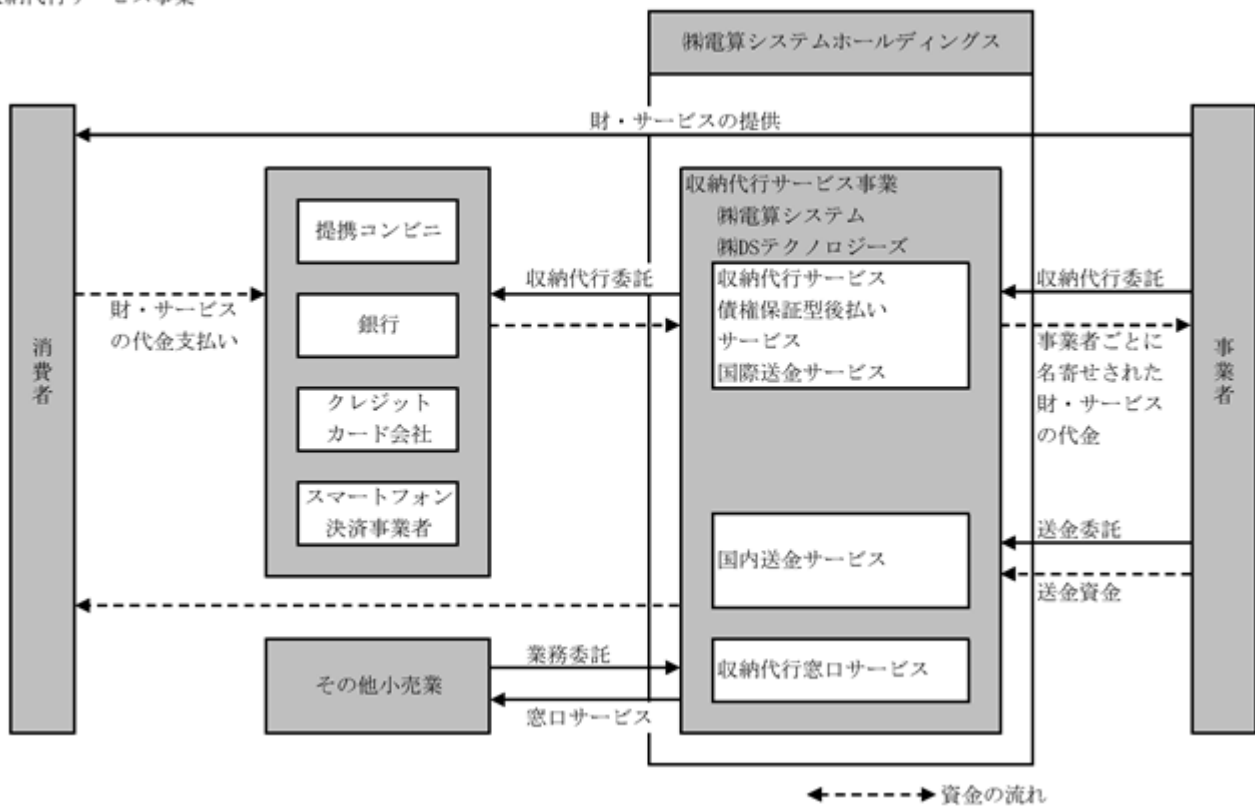 ㈱電算システムホールディングス
財・サービスの提供
収納代行サービス事業
㈱電算システム
㈱DSテクノロジーズ
提携コンビニ
銀行
クレジット
カード会社
スマートフォン
決済事業者
収納代行サービス
債権保証型後払い
サービス
国際送金サービス
収納代行委託
収納代行委託
財・サービス
の代金支払い
事業者ごとに
名寄せされた
財・サービス
の代金
消費者
事業者
国内送金サービス
送金委託
送金資金
その他小売業
業務委託
窓口サービス
収納代行窓口サービス
資金の流れ